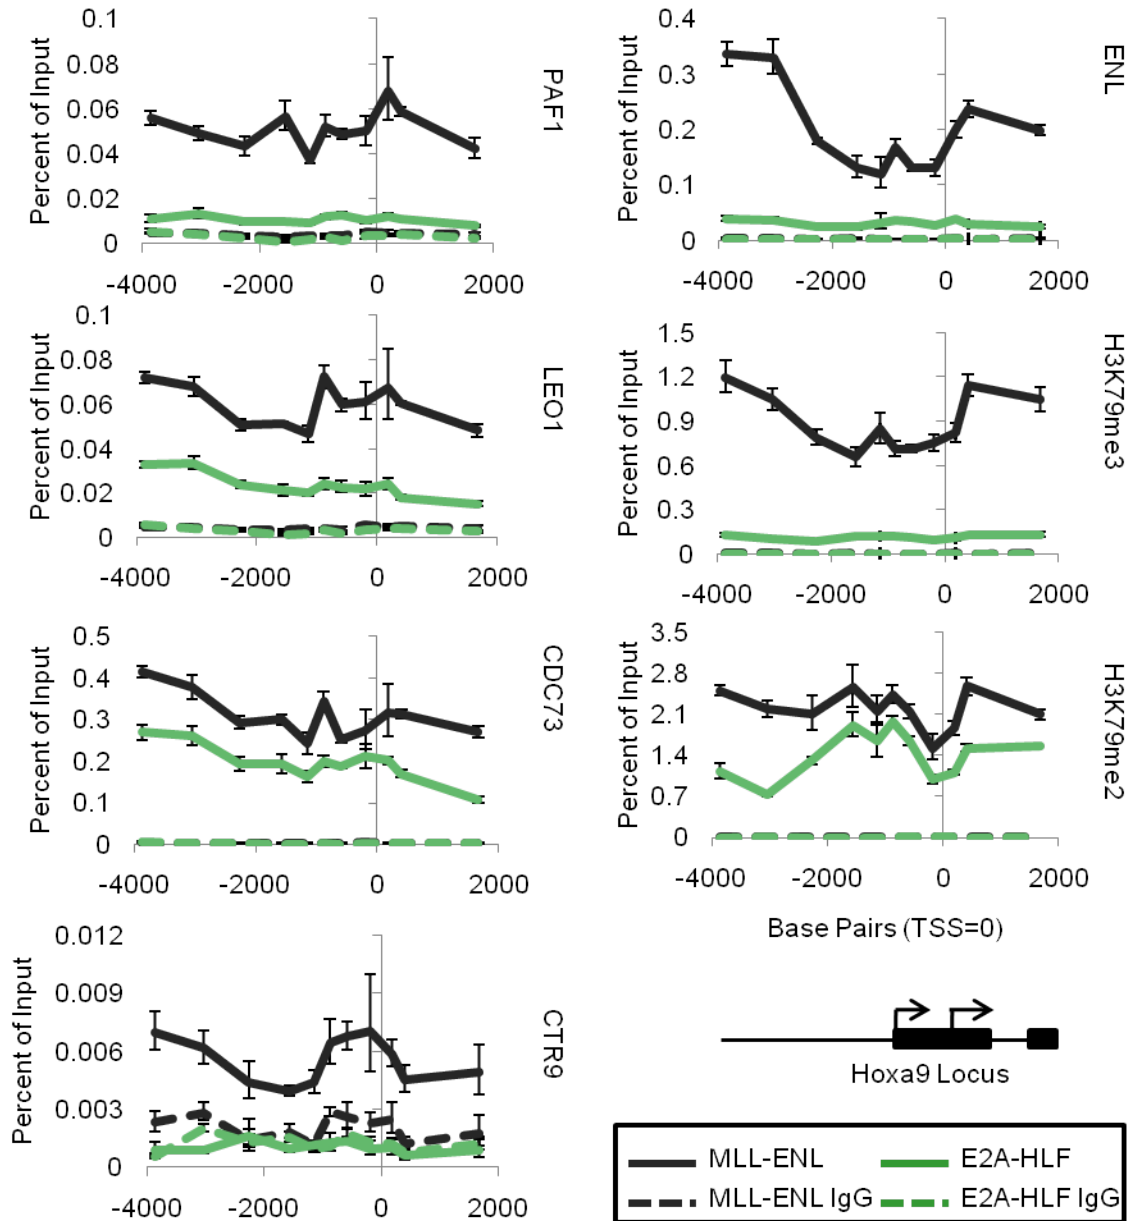 PAF1
Percent of Input
0.1
0.08
0.06
0.04
0.02
0
-4000 -2000 0 2000
ENL
Percent of Input
0.4
0.3
0.2
0.1
0
-4000 -2000 0 2000
LEO1
Percent of Input
0.1
0.08
0.06
0.04
0.02
0
-4000 -2000 0 2000
H3K79me3
Percent of Input
1.5
1.2
0.9
0.6
0.3
0
-4000 -2000 0 2000
CDC73
Percent of Input
0.5
0.4
0.3
0.2
0.1
0
-4000 -2000 0 2000
H3K79me2
Percent of Input
3.5
2.8
2.1
1.4
0.7
0
-4000 -2000 0 2000
Base Pairs (TSS=0)
CTR9
Percent of Input
0.012
0.009
0.006
0.003
0
-4000 -2000 0 2000
Hoxa9 Locus
MLL-ENL E2A-HLF
MLL-ENL IgG E2A-HLF IgG